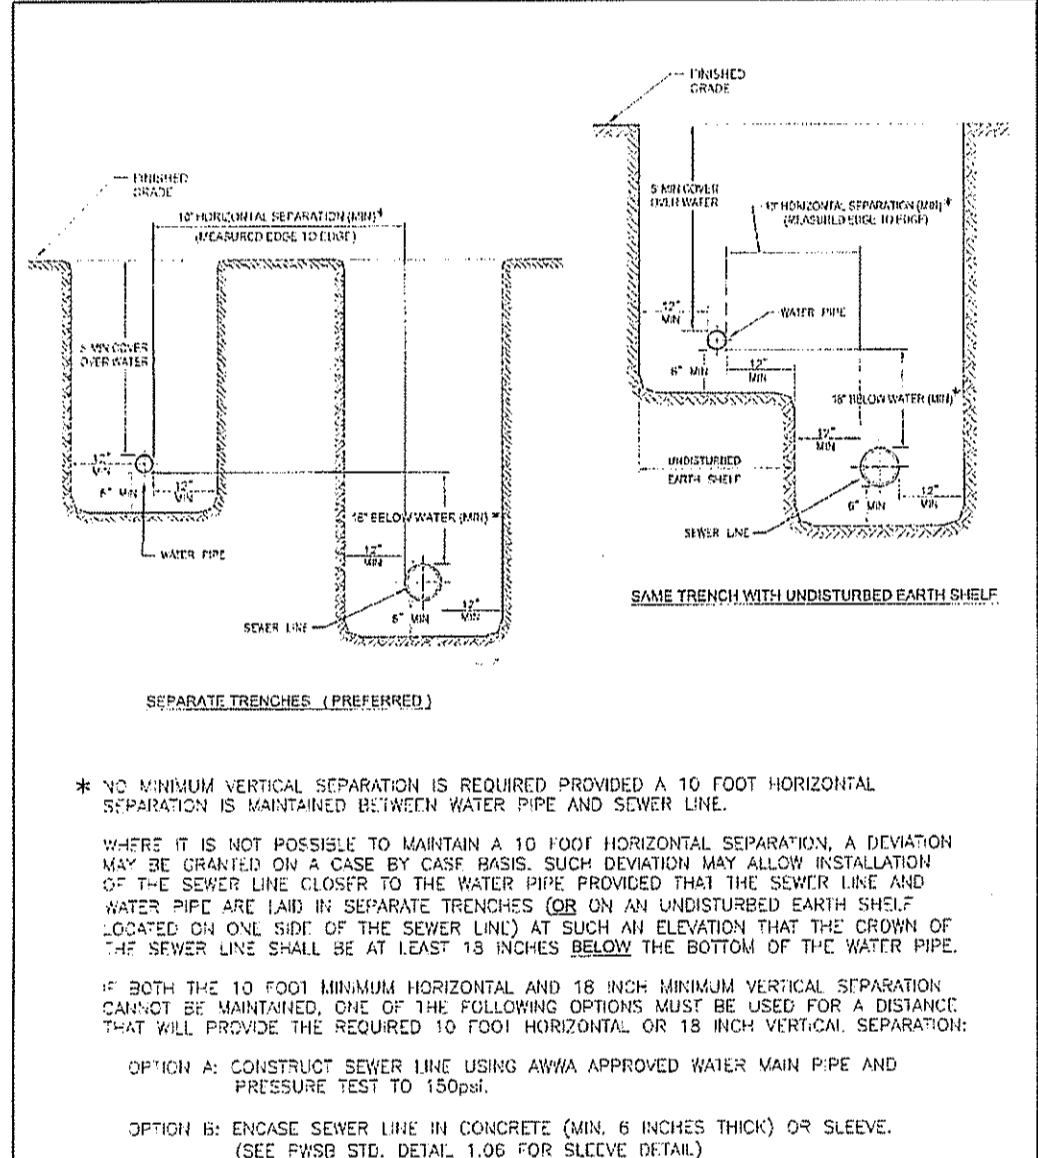 FINISHED
GRADE
10' HORIZONTAL SEPARATION (MIN)*
(MEASURED EDGE TO EDGE)
5 MIN COVER
OVER WATER
12"
MIN
6" MIN
12"
MIN
WATER PIPE
18" BELOW WATER (MIN) *
12"
MIN
12"
MIN
6" MIN
SEWER LINE
SEPARATE TRENCHES (PREFERRED)
FINISHED
GRADE
5 MIN COVER
OVER WATER
HORIZONTAL SEPARATION (MIN)*
(MEASURED EDGE TO EDGE)
12"
MIN
WATER PIPE
6" MIN
12"
MIN
18" BELOW WATER (MIN)*
12"
MIN
UNDISTURBED
EARTH SHELF
6" MIN
12"
MIN
SEWER LINE
SAME TRENCH WITH UNDISTURBED EARTH SHELF
* NO MINIMUM VERTICAL SEPARATION IS REQUIRED PROVIDED A 10 FOOT HORIZONTAL
SEPARATION IS MAINTAINED BETWEEN WATER PIPE AND SEWER LINE.
WHERE IT IS NOT POSSIBLE TO MAINTAIN A 10 FOOT HORIZONTAL SEPARATION, A DEVIATION
MAY BE GRANTED ON A CASE BY CASE BASIS. SUCH DEVIATION MAY ALLOW INSTALLATION
OF THE SEWER LINE CLOSER TO THE WATER PIPE PROVIDED THAT THE SEWER LINE AND
WATER PIPE ARE LAID IN SEPARATE TRENCHES (OR ON AN UNDISTURBED EARTH SHELF
LOCATED ON ONE SIDE OF THE SEWER LINE) AT SUCH AN ELEVATION THAT THE CROWN OF
THE SEWER LINE SHALL BE AT LEAST 18 INCHES BELOW THE BOTTOM OF THE WATER PIPE.
IF BOTH THE 10 FOOT MINIMUM HORIZONTAL AND 18 INCH MINIMUM VERTICAL SEPARATION
CANNOT BE MAINTAINED, ONE OF THE FOLLOWING OPTIONS MUST BE USED FOR A DISTANCE
THAT WILL PROVIDE THE REQUIRED 10 FOOT HORIZONTAL OR 18 INCH VERTICAL SEPARATION:
OPTION A: CONSTRUCT SEWER LINE USING AWWA APPROVED WATER MAIN PIPE AND
PRESSURE TEST TO 150psi.
OPTION B: ENCASE SEWER LINE IN CONCRETE (MIN. 6 INCHES THICK) OR SLEEVE.
(SEE PWSB STD. DETAIL 1.06 FOR SLEEVE DETAIL)